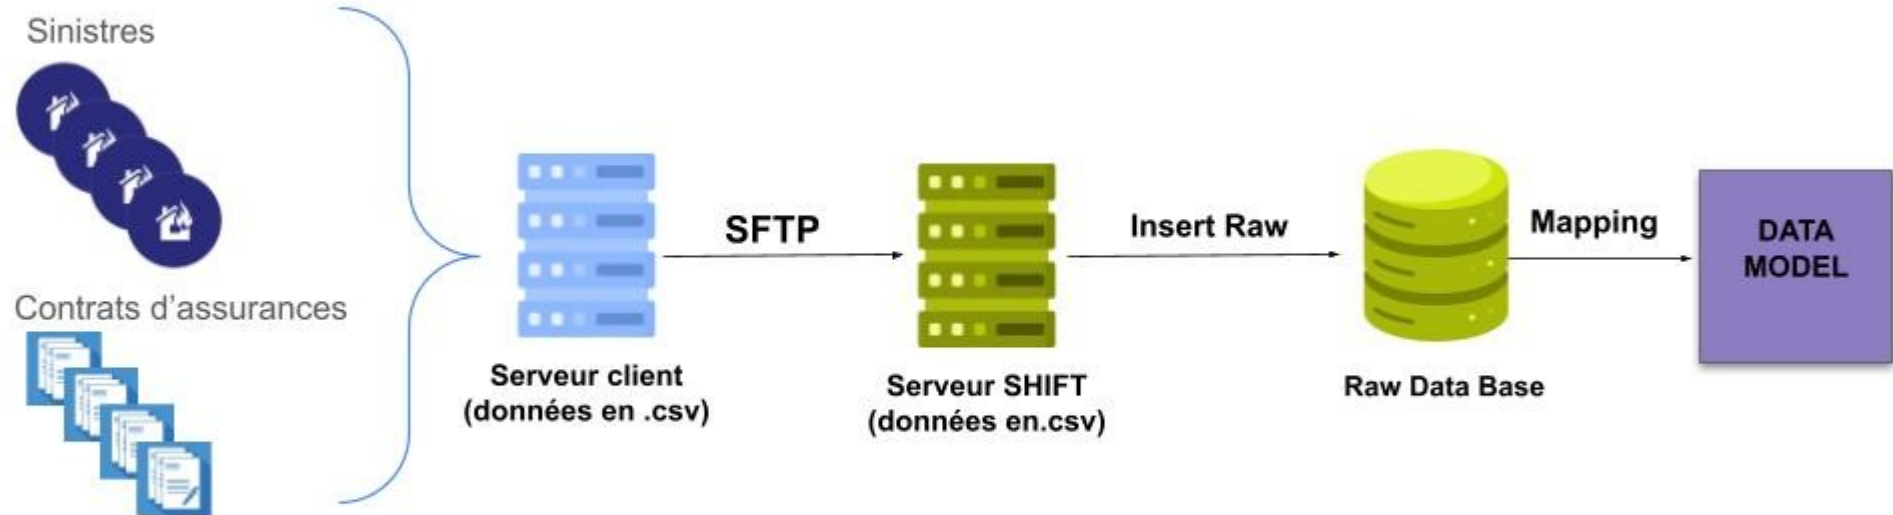 Sinistres
Contrats d'assurances
Serveur client
(données en .csv)
SFTP
Serveur SHIFT
(données en.csv)
Insert Raw
Raw Data Base
Mapping
DATA
MODEL